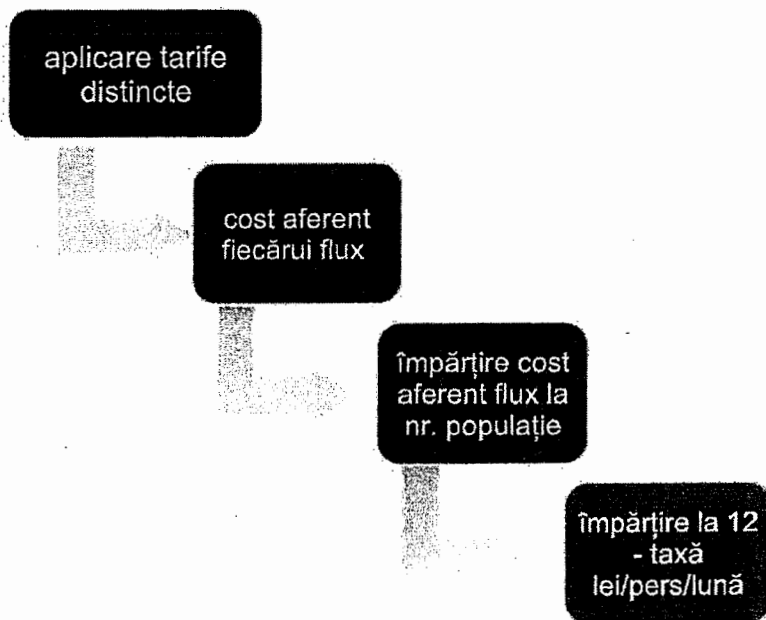 aplicare tarife
distincte
cost aferent
fiecărui flux
împărțire cost
aferent flux la
nr. populație
împărțire la 12
- taxă
lei/pers/lună